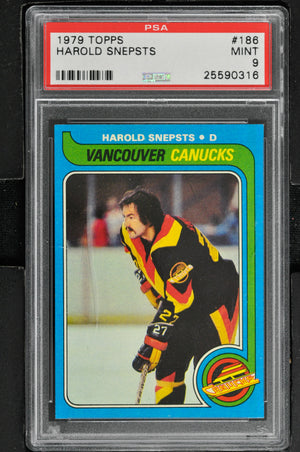 PSA
1979 TOPPS #186
HAROLD SNEPSTS MINT
9
25590316
HAROLD SNEPSTS • D
VANCOUVER CANUCKS
27